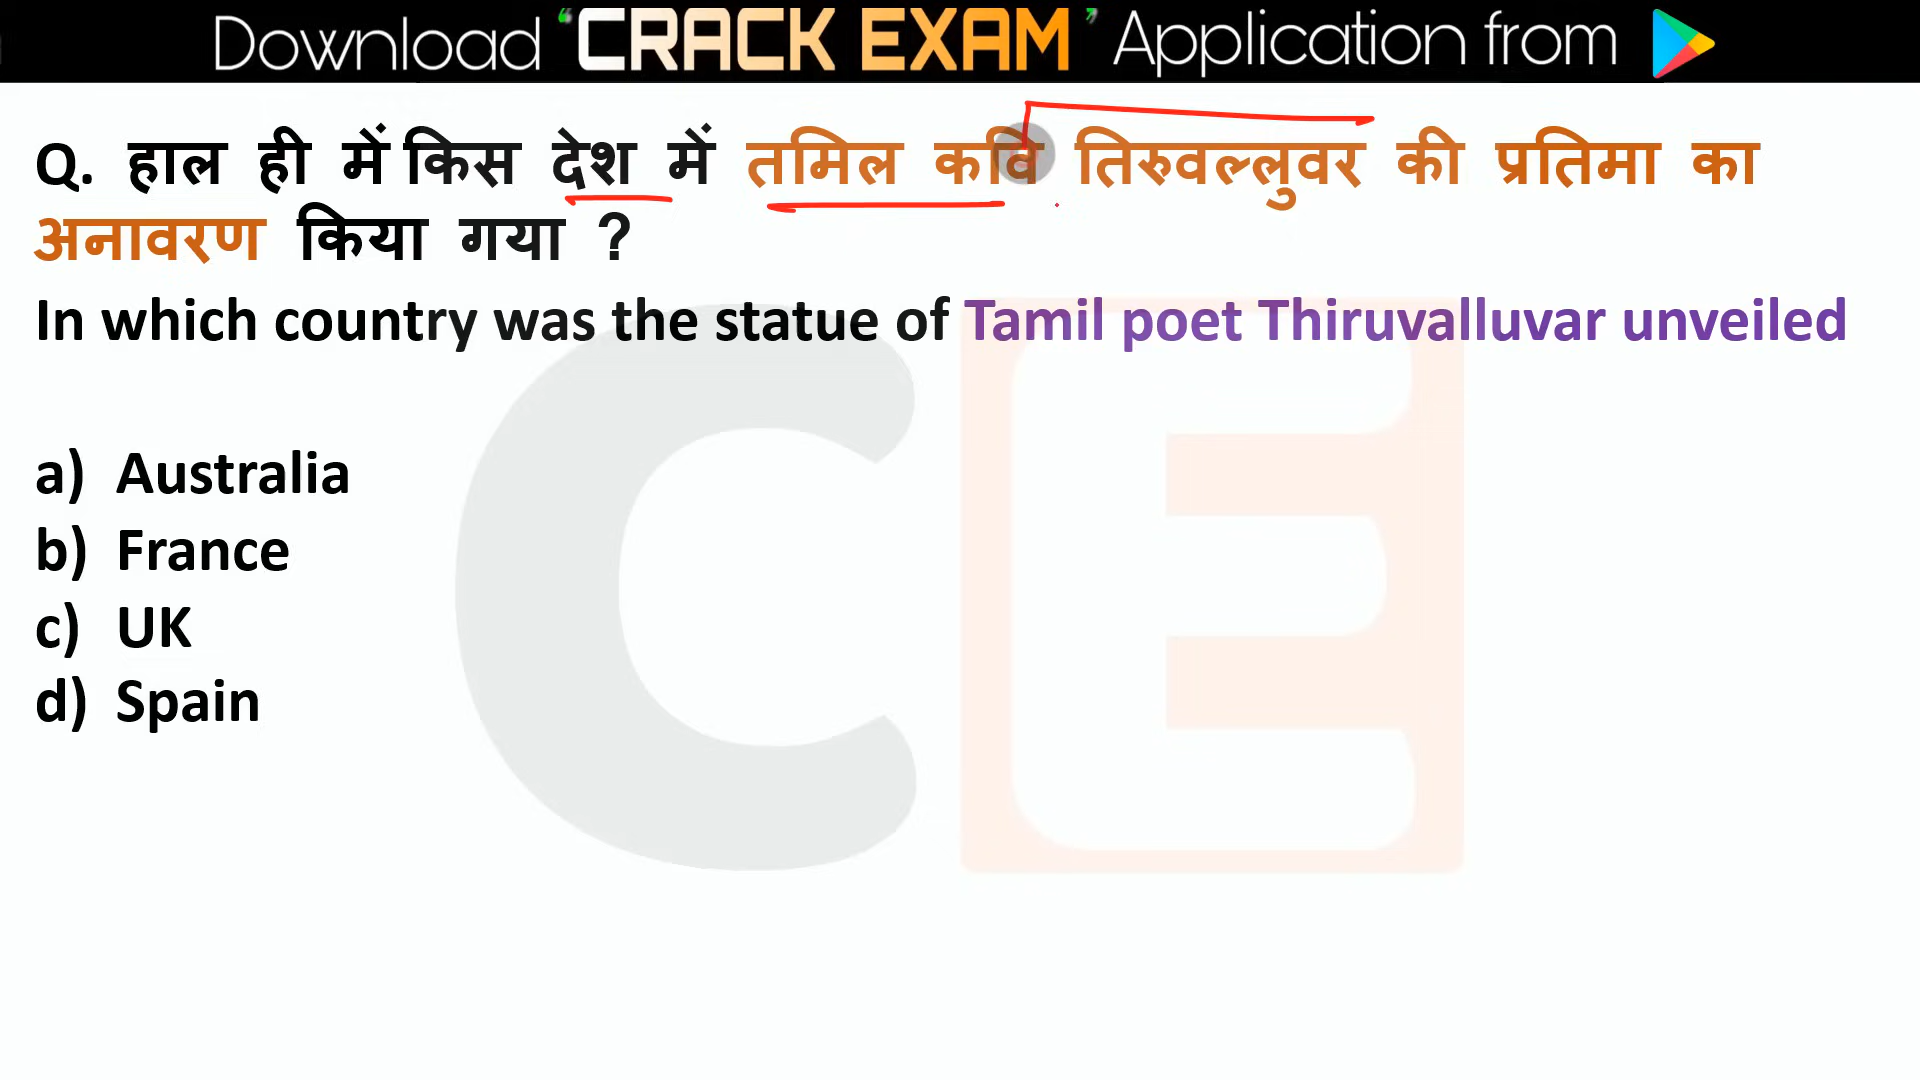 Download ‘CRACK EXAM’ Application from
Q. हाल ही में किस देश में तमिल कवि तिरुवल्लुवर की प्रतिमा का
अनावरण किया गया ?
In which country was the statue of Tamil poet Thiruvalluvar unveiled
a) Australia
b) France
c) UK
d) Spain
CE